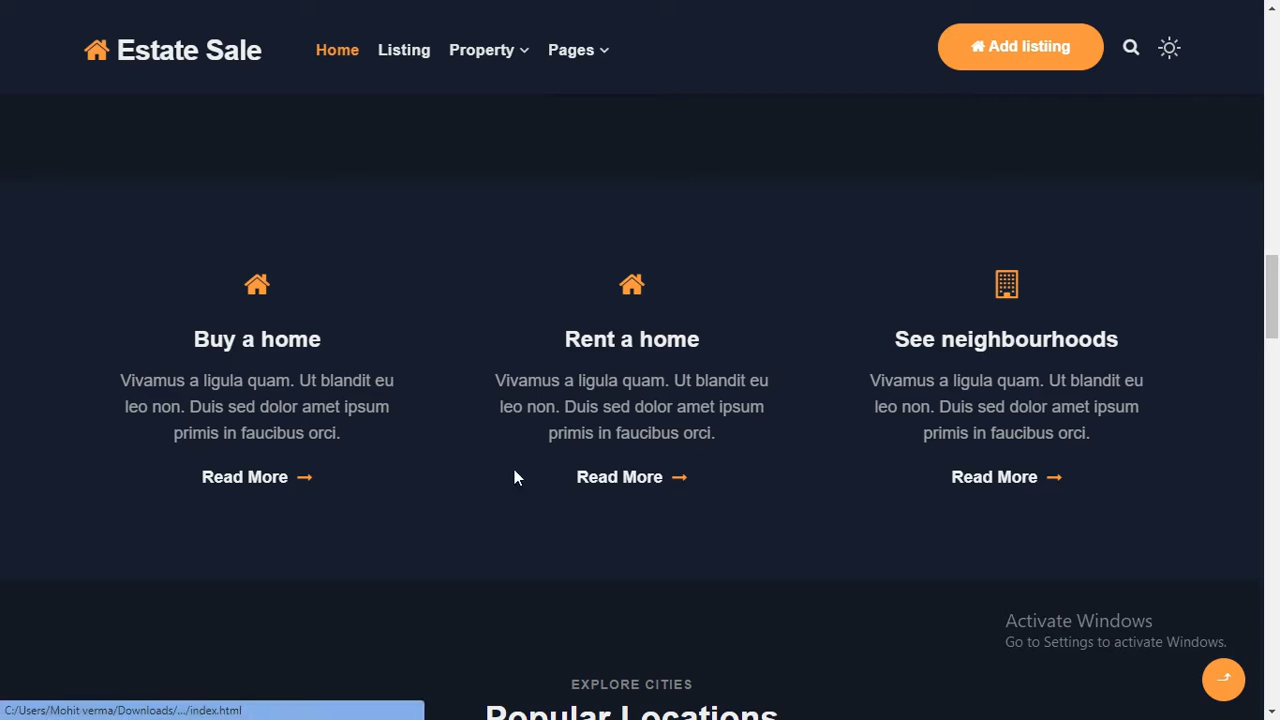 Estate Sale
Home
Listing
Property
Pages
Add listiing
Buy a home
Vivamus a ligula quam. Ut blandit eu
leo non. Duis sed dolor amet ipsum
primis in faucibus orci.
Read More
Rent a home
Vivamus a ligula quam. Ut blandit eu
leo non. Duis sed dolor amet ipsum
primis in faucibus orci.
Read More
See neighbourhoods
Vivamus a ligula quam. Ut blandit eu
leo non. Duis sed dolor amet ipsum
primis in faucibus orci.
Read More
Activate Windows
Go to Settings to activate Windows.
EXPLORE CITIES
Popular Locations
C:/Users/Mohit verma/Downloads/.../index.html